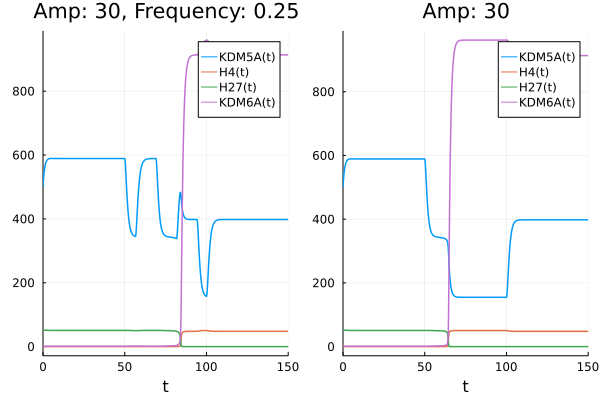 Amp: 30, Frequency: 0.25
KDM5A(t)
H4(t)
H27(t)
KDM6A(t)
800
600
400
200
0
0 50 100 150
t
Amp: 30
KDM5A(t)
H4(t)
H27(t)
KDM6A(t)
800
600
400
200
0
0 50 100 150
t